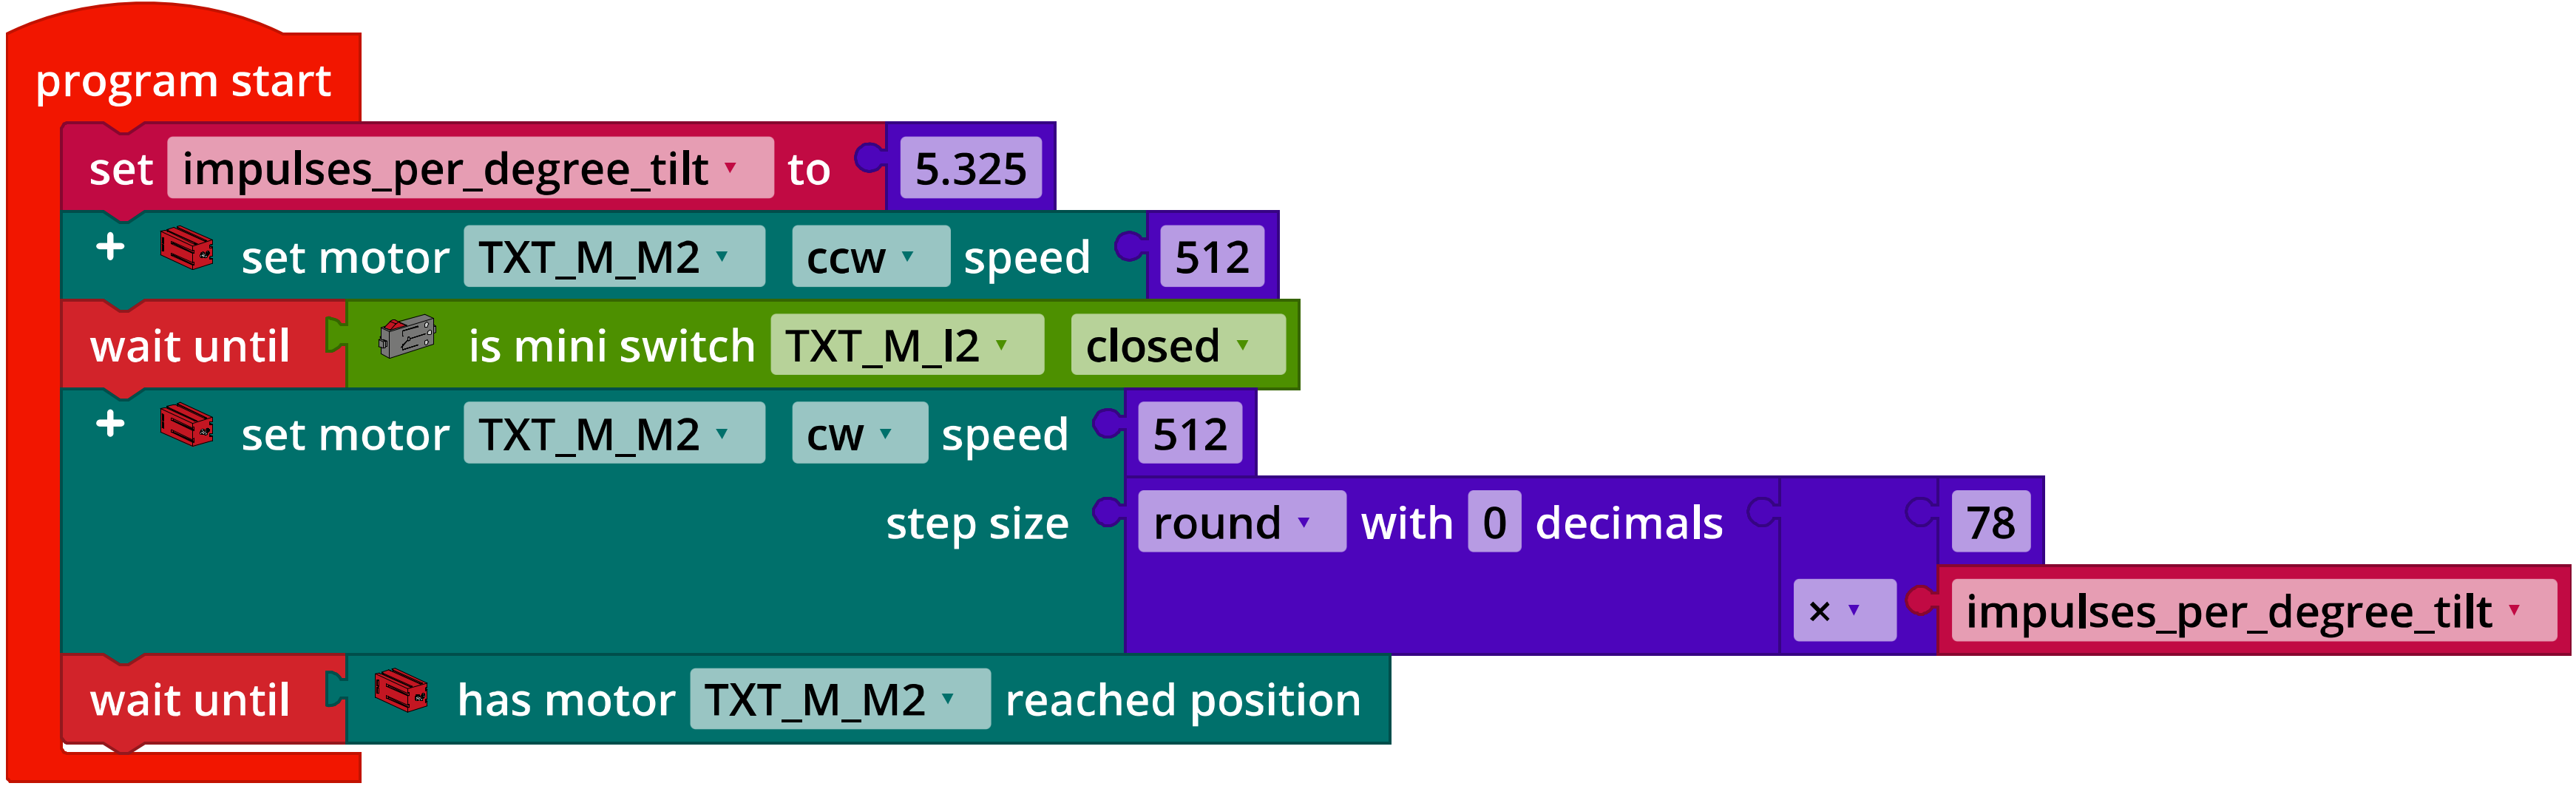 program start
set impulses_per_degree_tilt to 5.325
+ set motor TXT_M_M2 ccw speed 512
wait until is mini switch TXT_M_I2 closed
+ set motor TXT_M_M2 cw speed 512
step size round with 0 decimals 78
× impulses_per_degree_tilt
wait until has motor TXT_M_M2 reached position